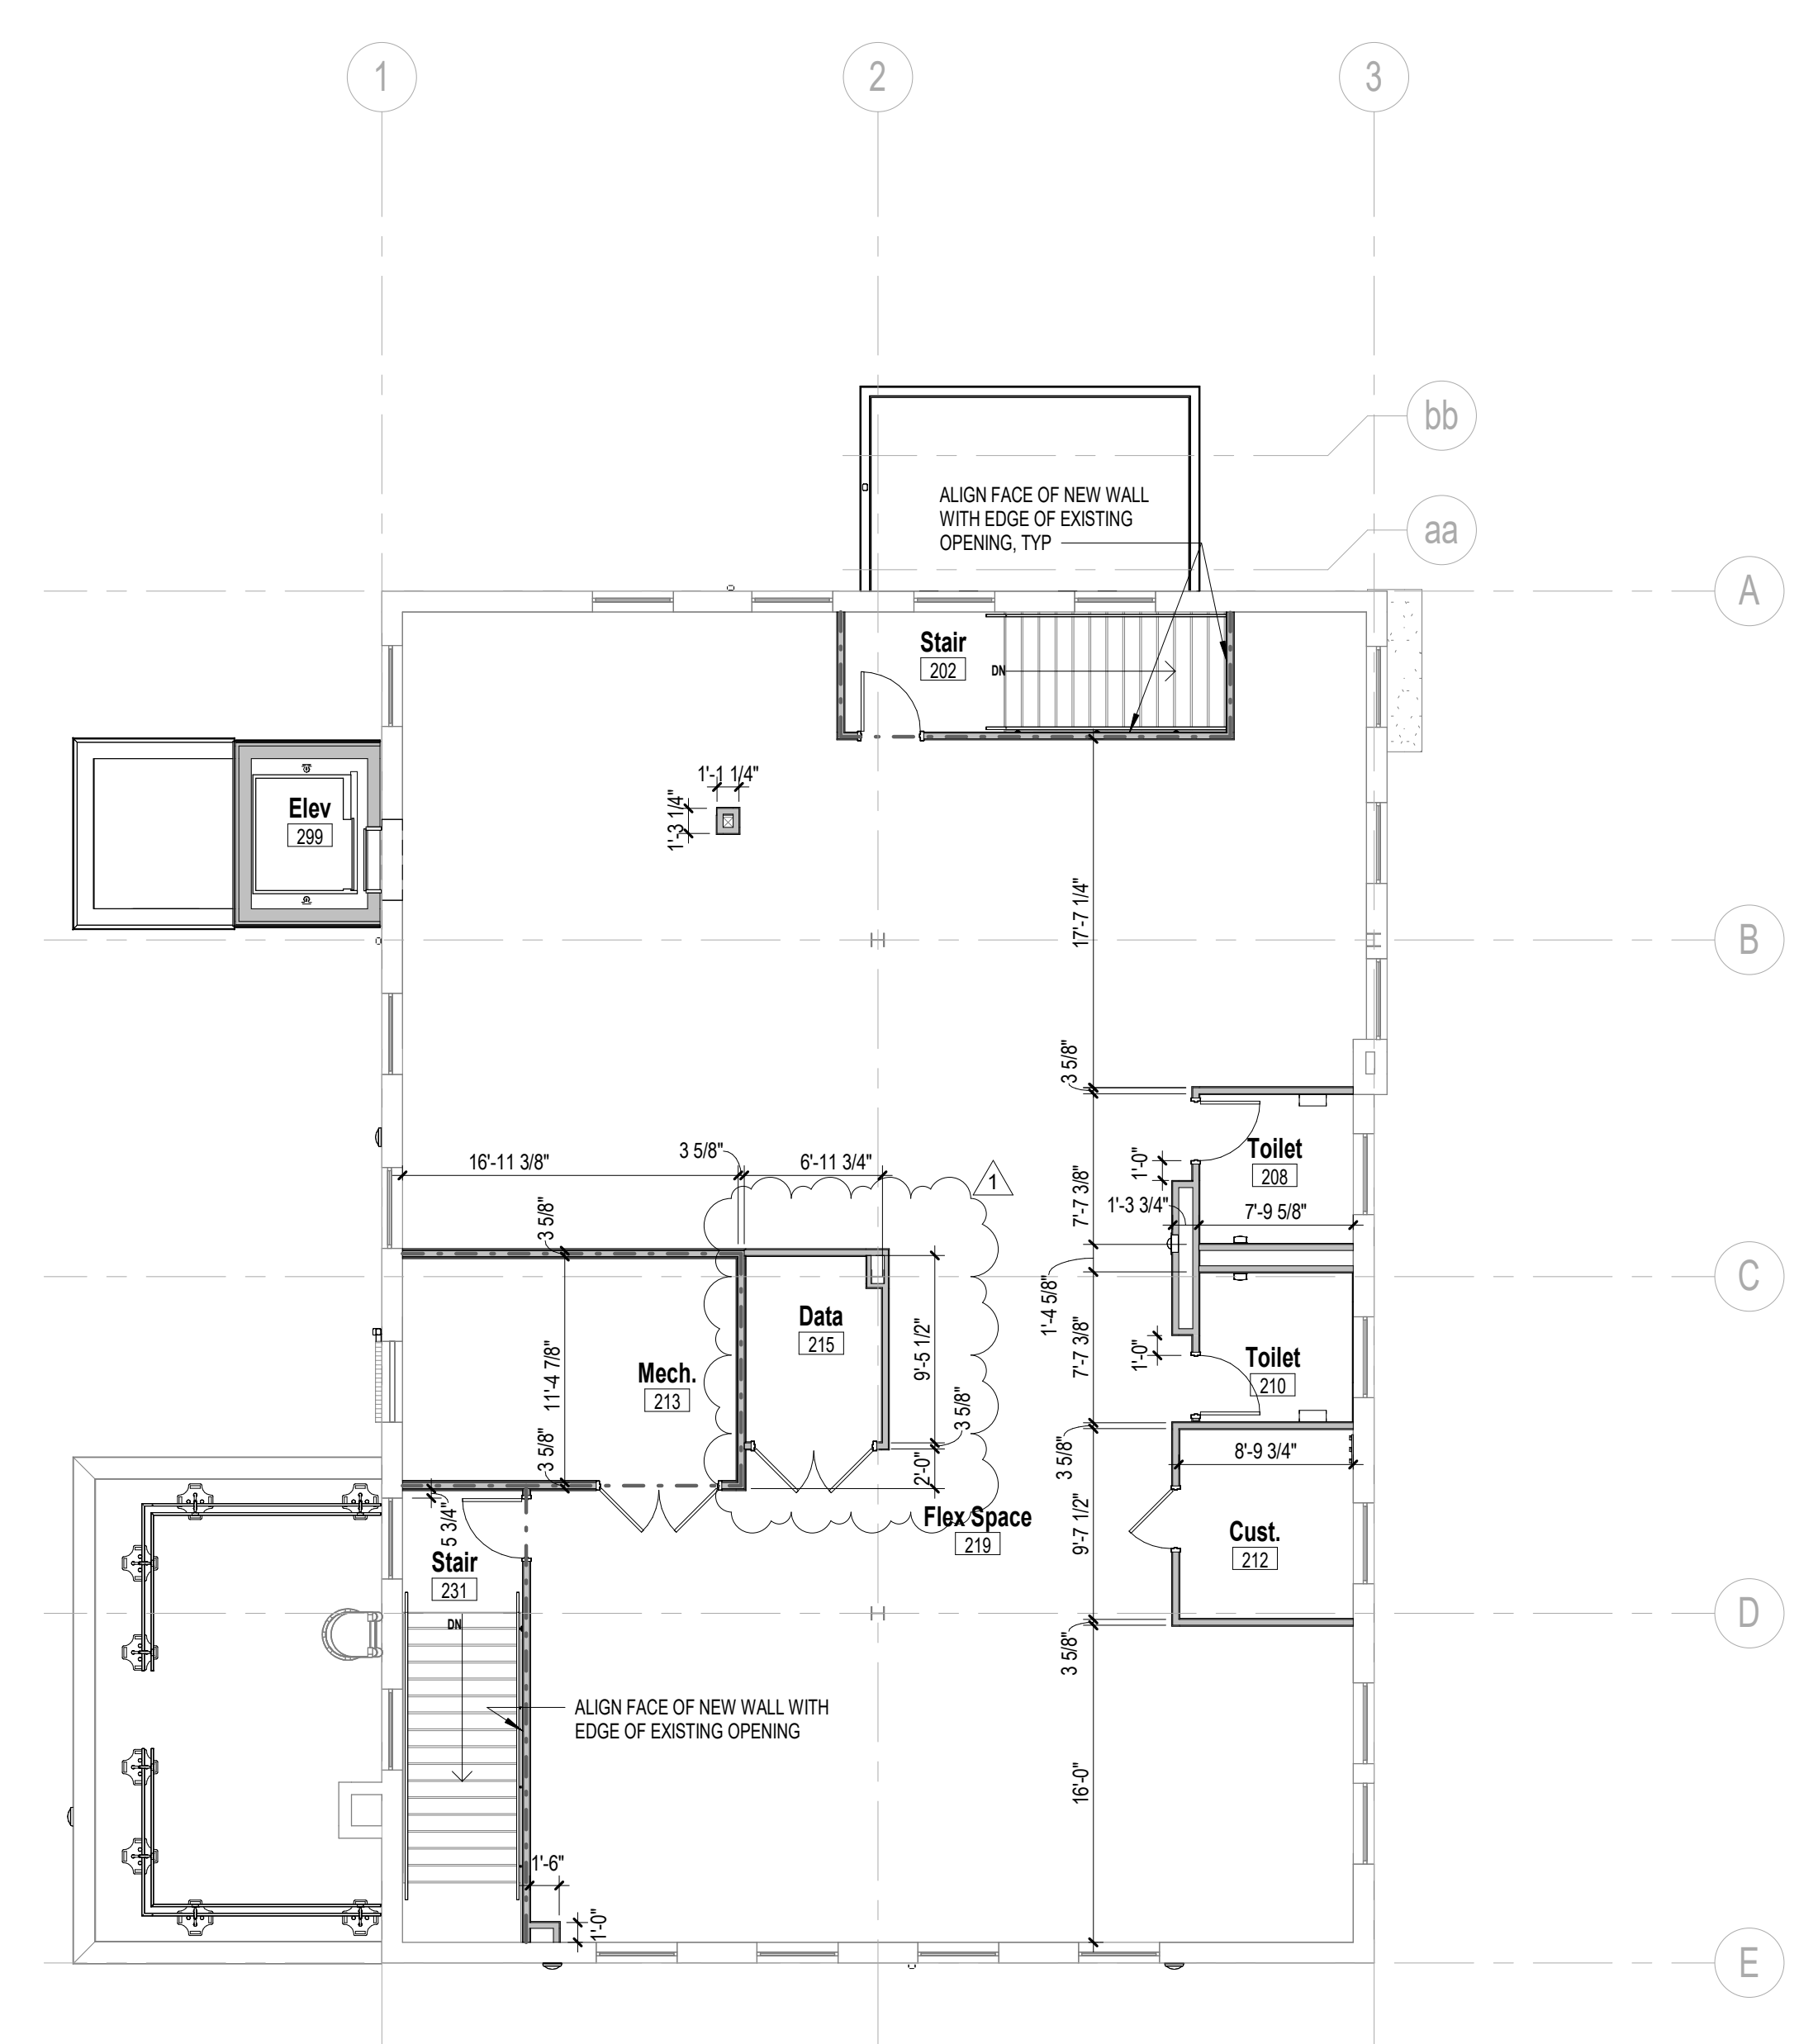 1
2
3
bb
aa
ALIGN FACE OF NEW WALL
WITH EDGE OF EXISTING
OPENING, TYP
A
Stair
202
DN
1'-1 1/4"
1'-3 1/4"
Elev
299
17'-7 1/4"
B
3 5/8"
16'-11 3/8"
3 5/8"
6'-11 3/4"
1
1'-0"
Toilet
208
7'-7 3/8"
1'-3 3/4"
7'-9 5/8"
3 5/8"
C
1'-4 5/8"
Data
215
9'-5 1/2"
11'-4 7/8"
Mech.
213
7'-7 3/8"
1'-0"
Toilet
210
3 5/8"
3 5/8"
2'-0"
3 5/8"
8'-9 3/4"
5 3/4"
Flex Space
219
9'-7 1/2"
Cust.
212
Stair
231
DN
D
3 5/8"
ALIGN FACE OF NEW WALL WITH
EDGE OF EXISTING OPENING
16'-0"
1'-6"
1'-0"
E